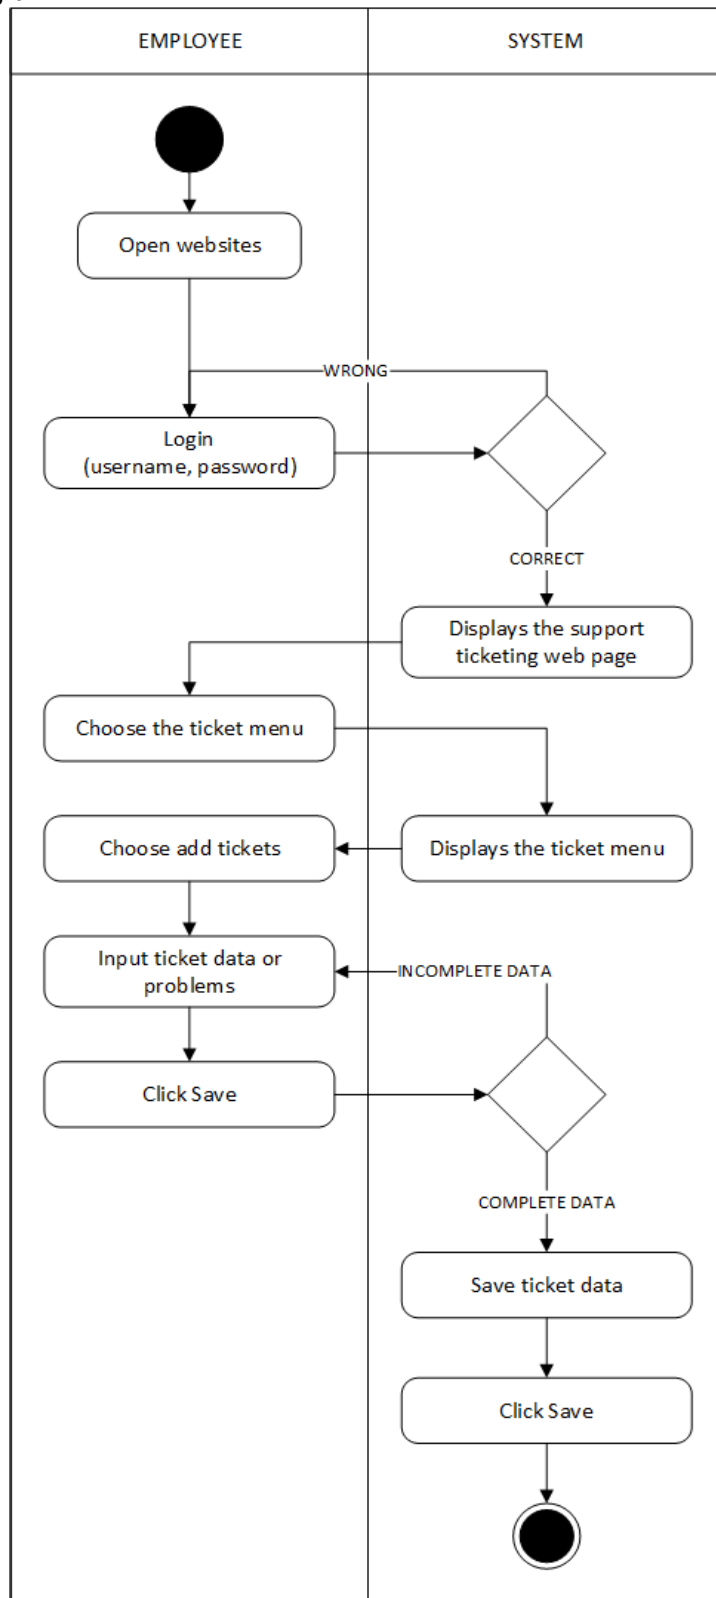 EMPLOYEE
SYSTEM
Open websites
WRONG
Login
(username, password)
CORRECT
Displays the support
ticketing web page
Choose the ticket menu
Choose add tickets
Displays the ticket menu
Input ticket data or
problems
INCOMPLETE DATA
Click Save
COMPLETE DATA
Save ticket data
Click Save